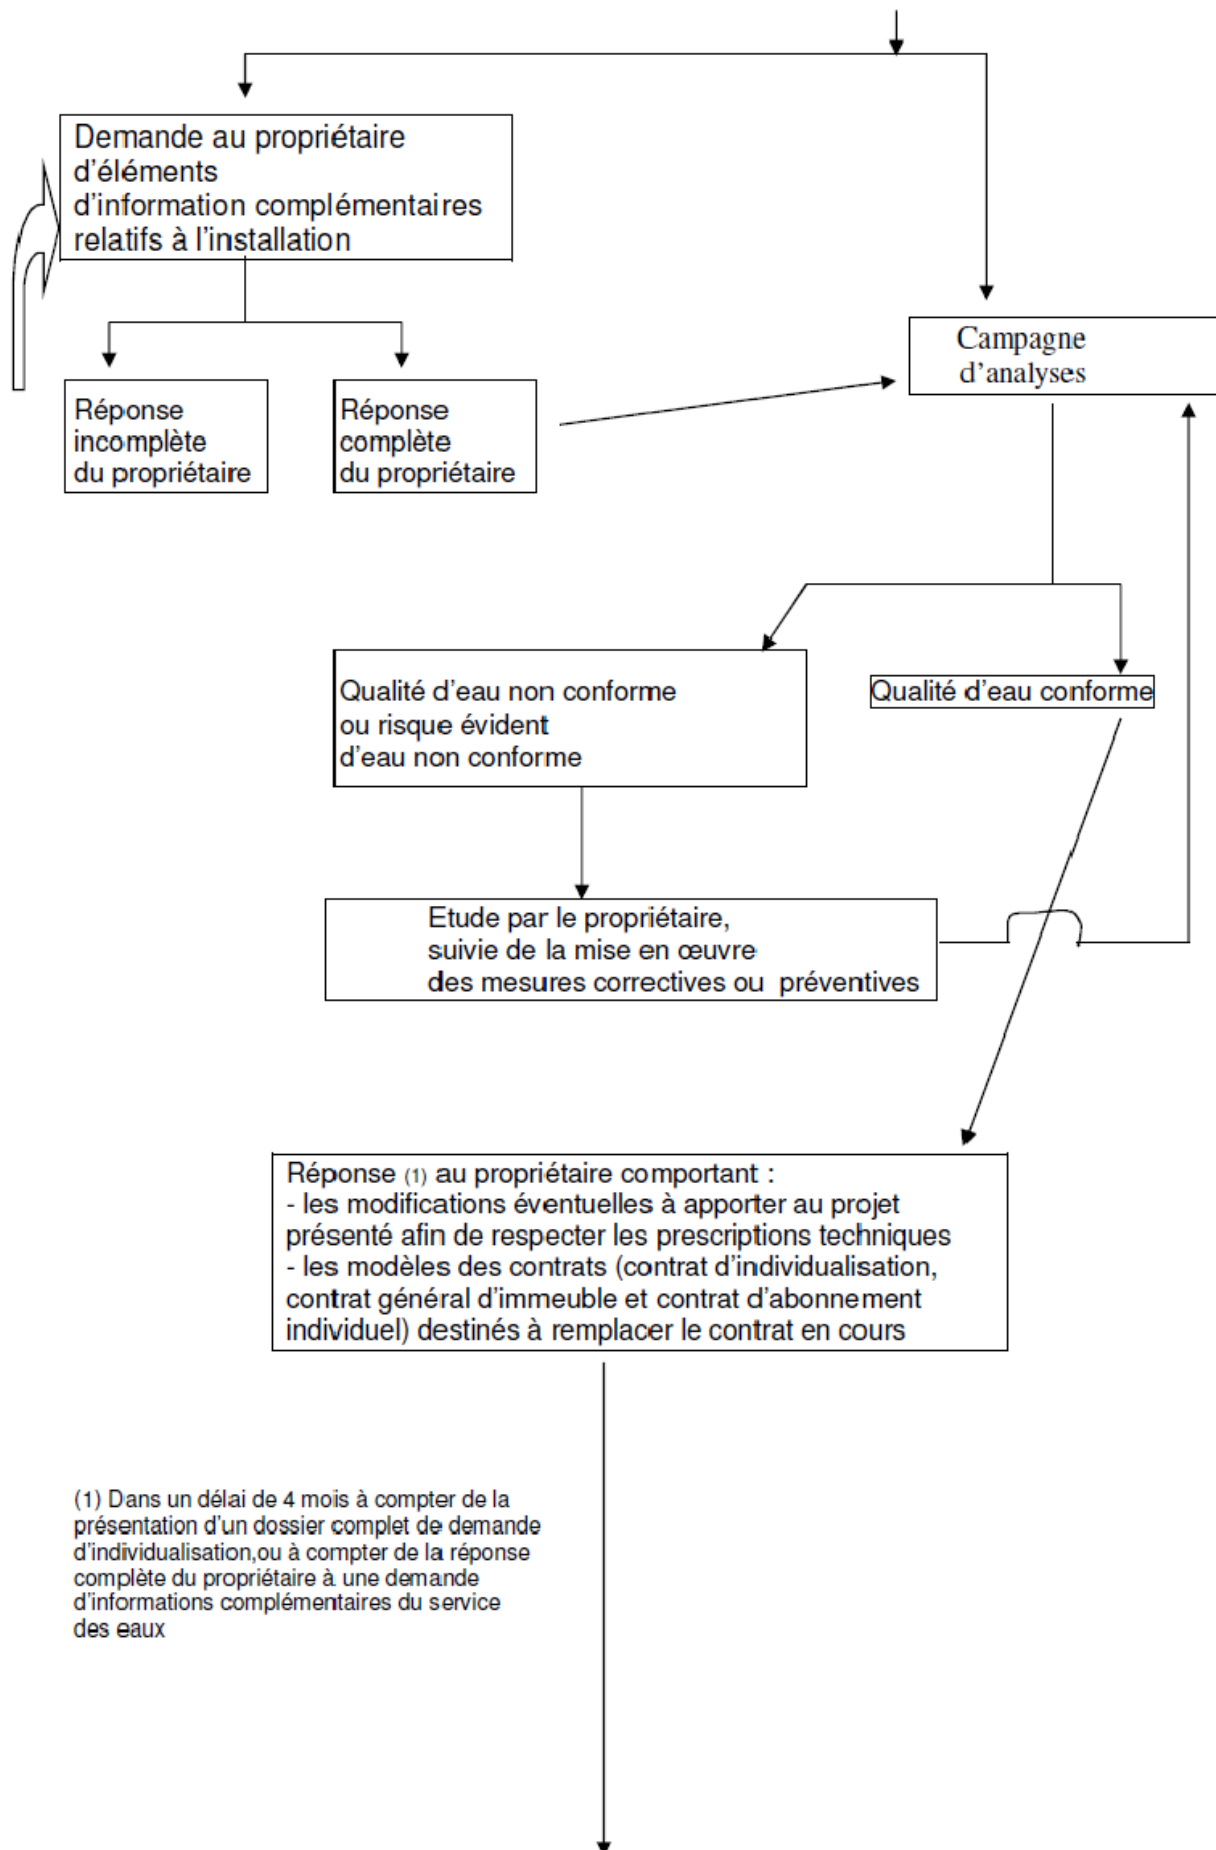 Demande au propriétaire
d'éléments
d'information complémentaires
relatifs à l'installation
Campagne
d'analyses
Réponse
incomplète
du propriétaire
Réponse
complète
du propriétaire
Qualité d'eau non conforme
ou risque évident
d'eau non conforme
Qualité d'eau conforme
Etude par le propriétaire,
suivie de la mise en œuvre
des mesures correctives ou préventives
Réponse (1) au propriétaire comportant :
- les modifications éventuelles à apporter au projet
présenté afin de respecter les prescriptions techniques
- les modèles des contrats (contrat d'individualisation,
contrat général d'immeuble et contrat d'abonnement
individuel) destinés à remplacer le contrat en cours
(1) Dans un délai de 4 mois à compter de la
présentation d'un dossier complet de demande
d'individualisation,ou à compter de la réponse
complète du propriétaire à une demande
d'informations complémentaires du service
des eaux